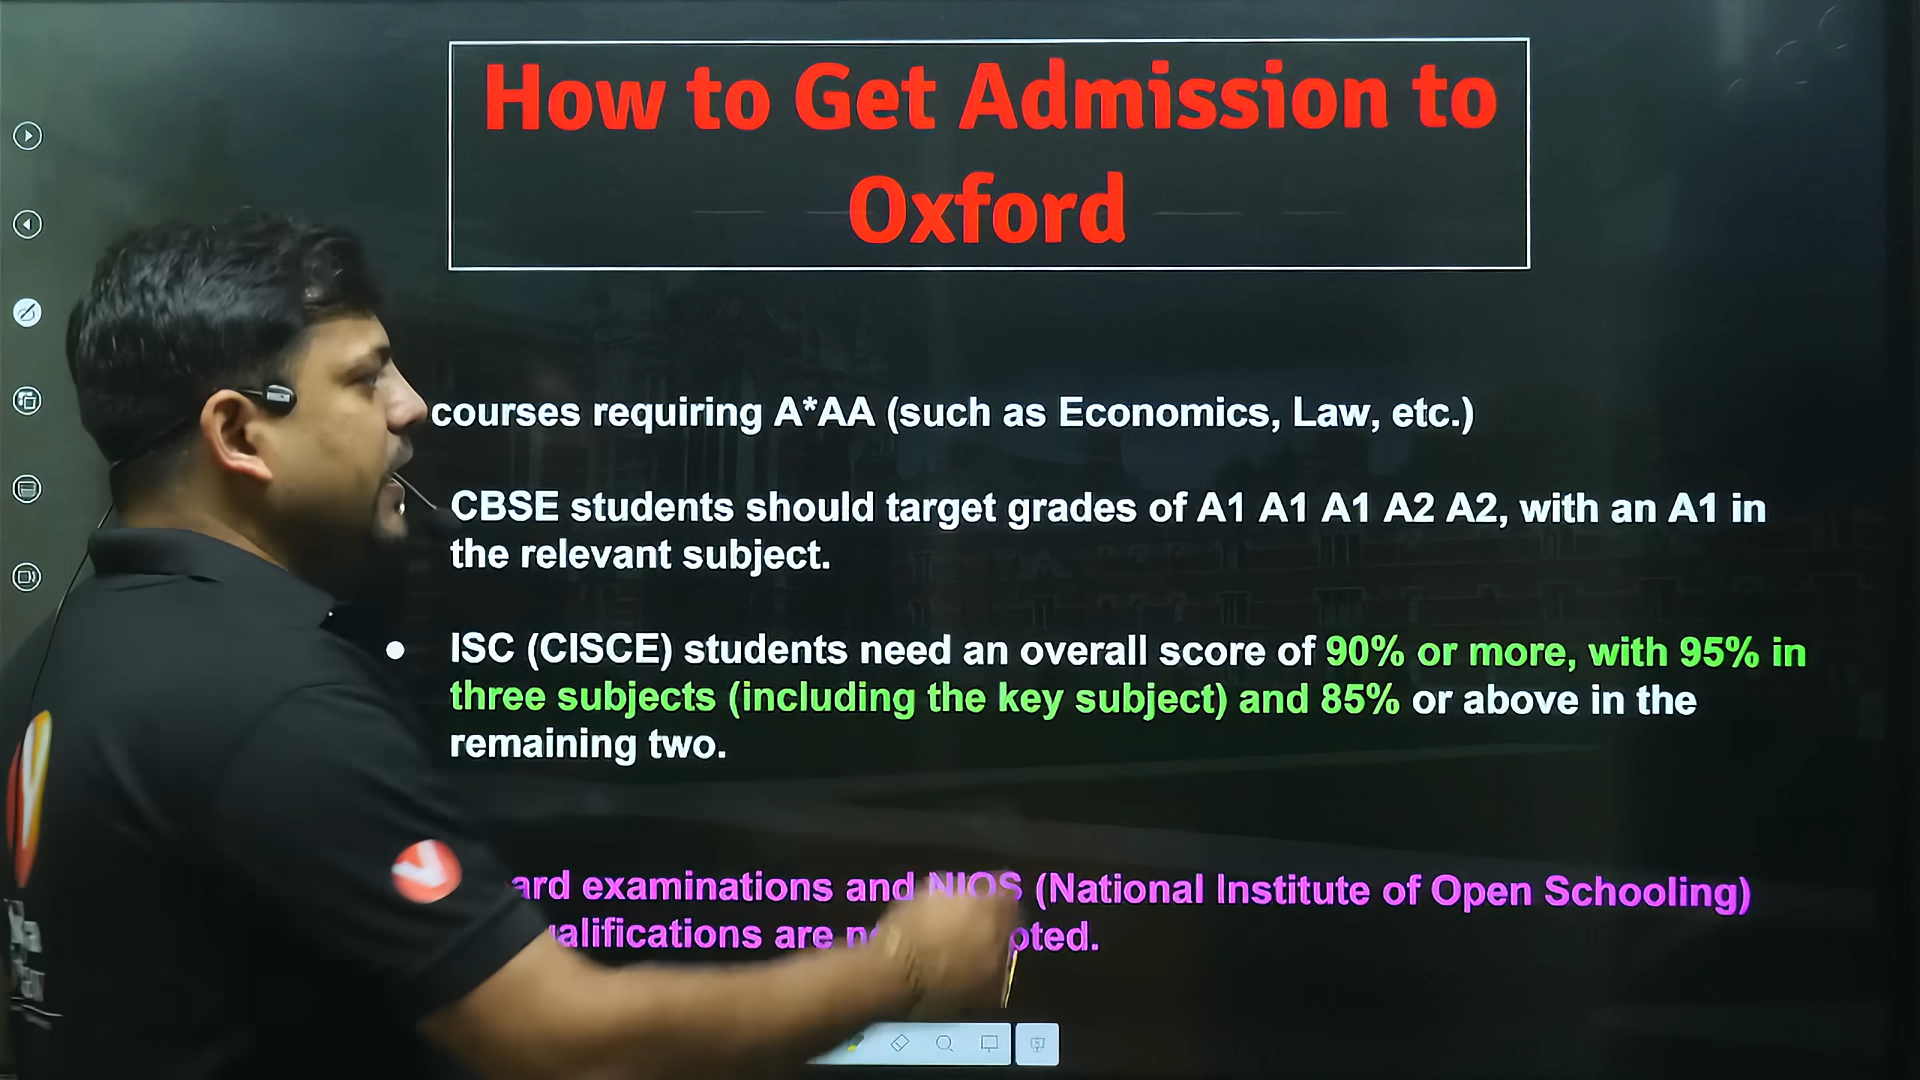 How to Get Admission to
Oxford
courses requiring A*AA (such as Economics, Law, etc.)
CBSE students should target grades of A1 A1 A1 A2 A2, with an A1 in
the relevant subject.
● ISC (CISCE) students need an overall score of 90% or more, with 95% in
three subjects (including the key subject) and 85% or above in the
remaining two.
examinations and NIOS (National Institute of Open Schooling)
are